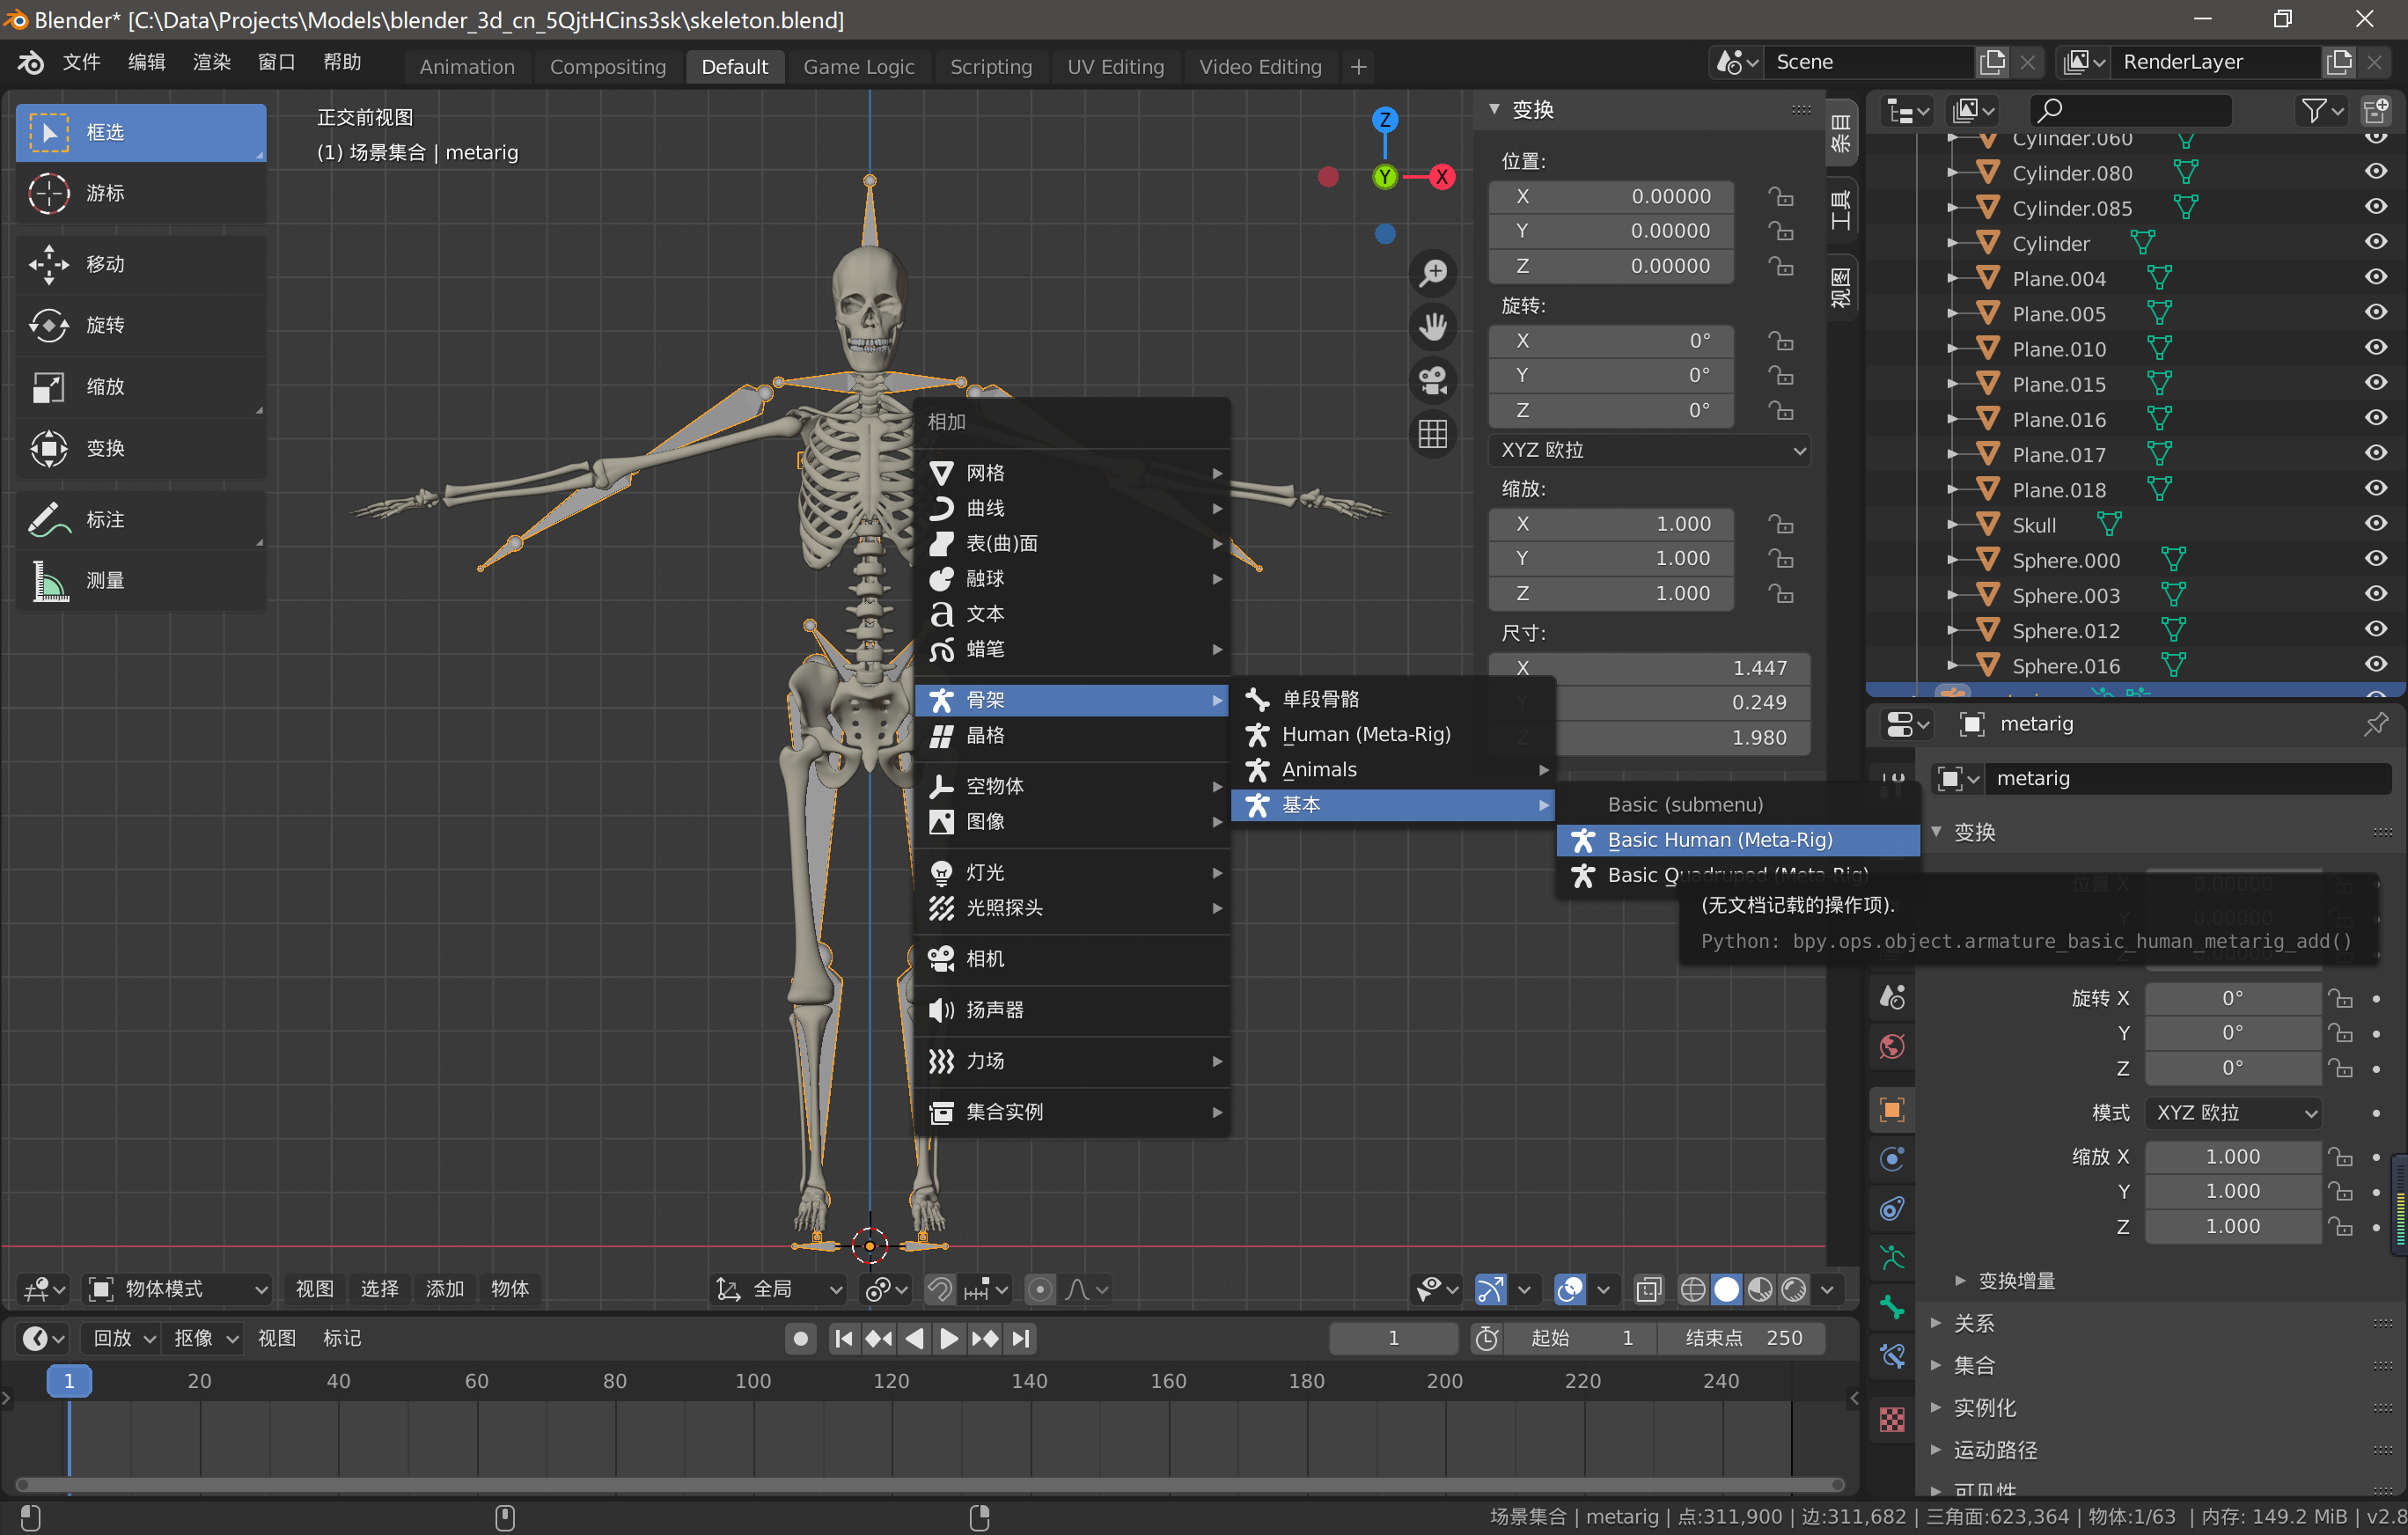 Blender* [C:\Data\Projects\Models\blender_3d_cn_5QjtHCins3sk\skeleton.blend]
文件 编辑 渲染 窗口 帮助 Animation Compositing Default Game Logic Scripting UV Editing Video Editing + Scene RenderLayer
框选
游标
移动
旋转
缩放
变换
标注
测量
正交前视图
(1) 场景集合 | metarig
Z
Y
X
相加
网格
曲线
表(曲)面
融球
文本
蜡笔
骨架
晶格
空物体
图像
灯光
光照探头
相机
扬声器
力场
集合实例
单段骨骼
Human (Meta-Rig)
Animals
基本
Basic (submenu)
Basic Human (Meta-Rig)
Basic Quadruped (Meta-Rig)
(无文档记载的操作项).
Python: bpy.ops.object.armature_basic_human_metarig_add()
变换
位置:
X 0.00000
Y 0.00000
Z 0.00000
旋转:
X 0°
Y 0°
Z 0°
XYZ 欧拉
缩放:
X 1.000
Y 1.000
Z 1.000
尺寸:
X 1.447
Y 0.249
Z 1.980
条目
工具
视图
Cylinder.060
Cylinder.080
Cylinder.085
Cylinder
Plane.004
Plane.005
Plane.010
Plane.015
Plane.016
Plane.017
Plane.018
Skull
Sphere.000
Sphere.003
Sphere.012
Sphere.016
metarig
metarig
变换
位置 X 0.00000
Y 0.00000
Z 0.00000
旋转 X 0°
Y 0°
Z 0°
模式 XYZ 欧拉
缩放 X 1.000
Y 1.000
Z 1.000
变换增量
关系
集合
实例化
运动路径
可见性
物体模式 视图 选择 添加 物体 全局
回放 抠像 视图 标记 1 起始 1 结束点 250
1 20 40 60 80 100 120 140 160 180 200 220 240
场景集合 | metarig | 点:311,900 | 边:311,682 | 三角面:623,364 | 物体:1/63 | 内存: 149.2 MiB | v2.8